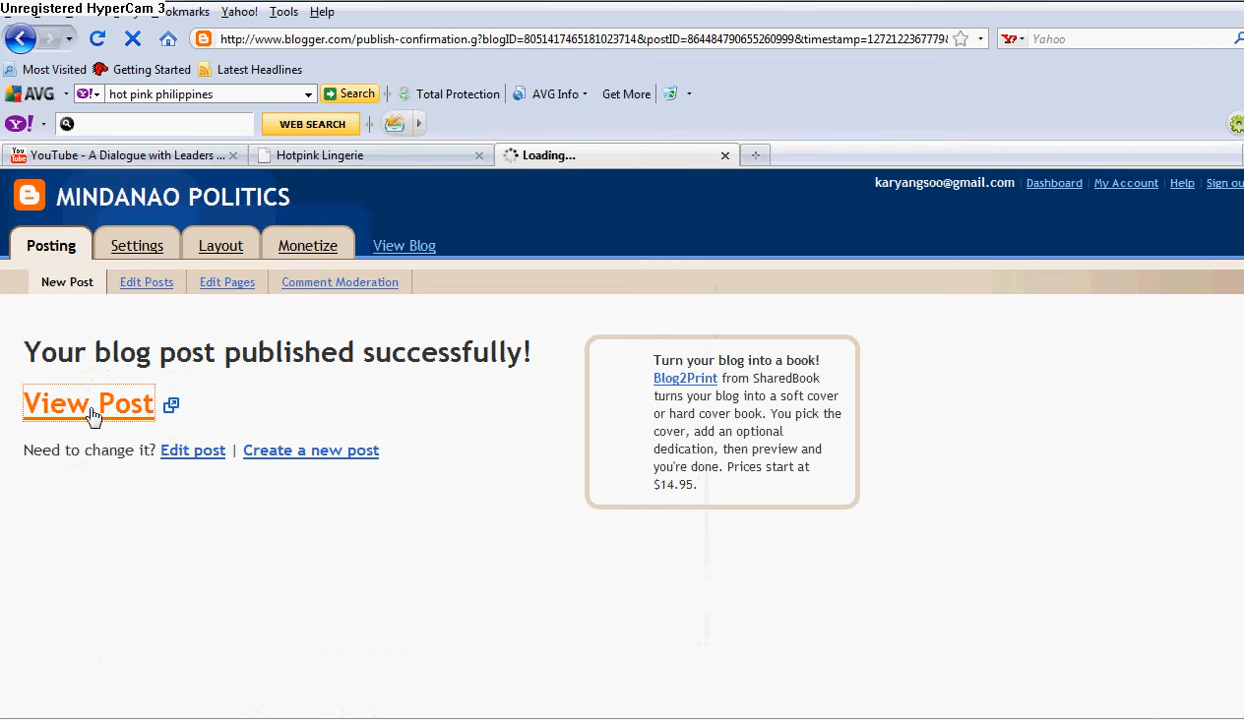 Unregistered HyperCam 3
Bookmarks Yahoo! Tools Help
http://www.blogger.com/publish-confirmation.g?blogID=8051417465181023714&postID=864484790655260999&timestamp=1272122367779&
Yahoo
Most Visited Getting Started Latest Headlines
AVG Y! hot pink philippines Search Total Protection AVG Info Get More
Y! WEB SEARCH
YouTube - A Dialogue with Leaders ... Hotpink Lingerie Loading...
MINDANAO POLITICS
karyangsoo@gmail.com Dashboard My Account Help Sign ou
Posting Settings Layout Monetize View Blog
New Post Edit Posts Edit Pages Comment Moderation
Your blog post published successfully!
View Post
Need to change it? Edit post | Create a new post
Turn your blog into a book!
Blog2Print from SharedBook
turns your blog into a soft cover
or hard cover book. You pick the
cover, add an optional
dedication, then preview and
you're done. Prices start at
$14.95.